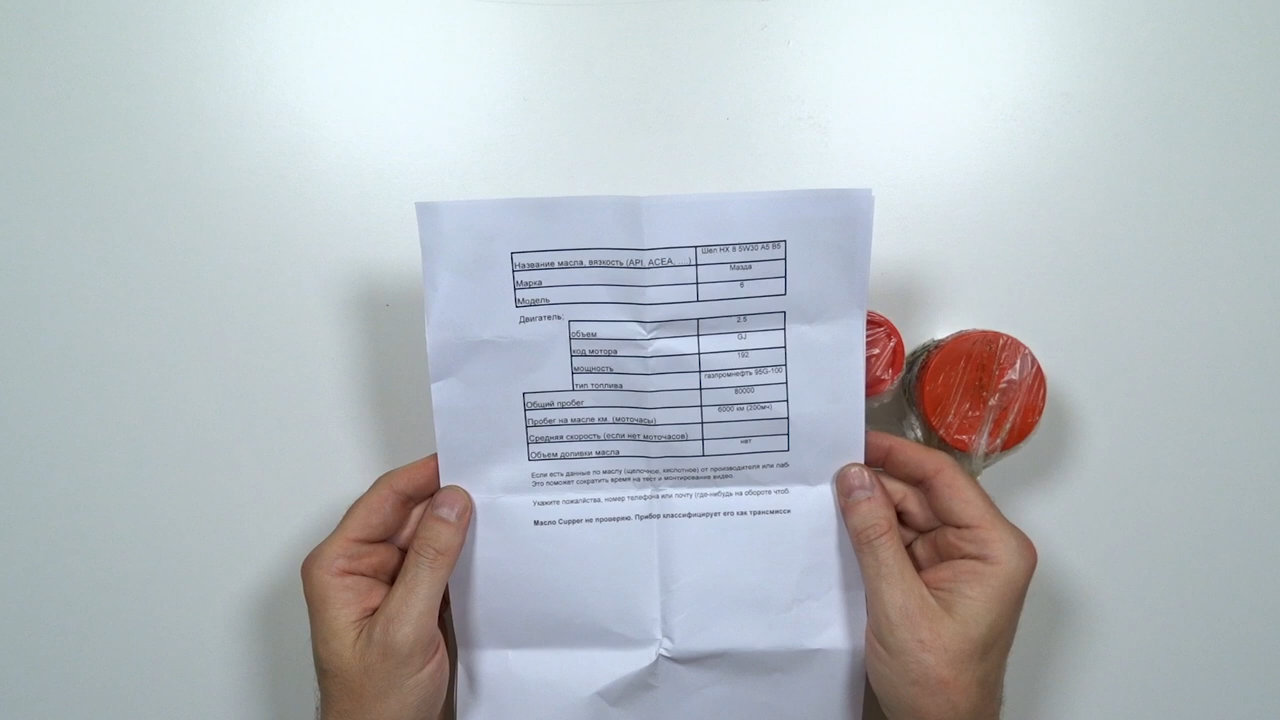 Название масла, вязкость (API, ACEA, ....) Шел HX 8 5W30 A5 B5
Марка Мазда
Модель 6
Двигатель:
объем 2.5
код мотора GJ
мощность 192
тип топлива газпромнефть 95G-100
Общий пробег 80000
Пробег на масле км. (моточасы) 6000 км (200мч)
Средняя скорость (если нет моточасов)
Объем доливки масла нет
Если есть данные по маслу (щелочное, кислотное) от производителя или лаб
Это поможет сократить время на тест и монтирование видео.
Укажите пожалйства, номер телефона или почту (где-нибудь на обороте чтоб
Масло Cupper не проверяю. Прибор классифицирует его как трансмисси